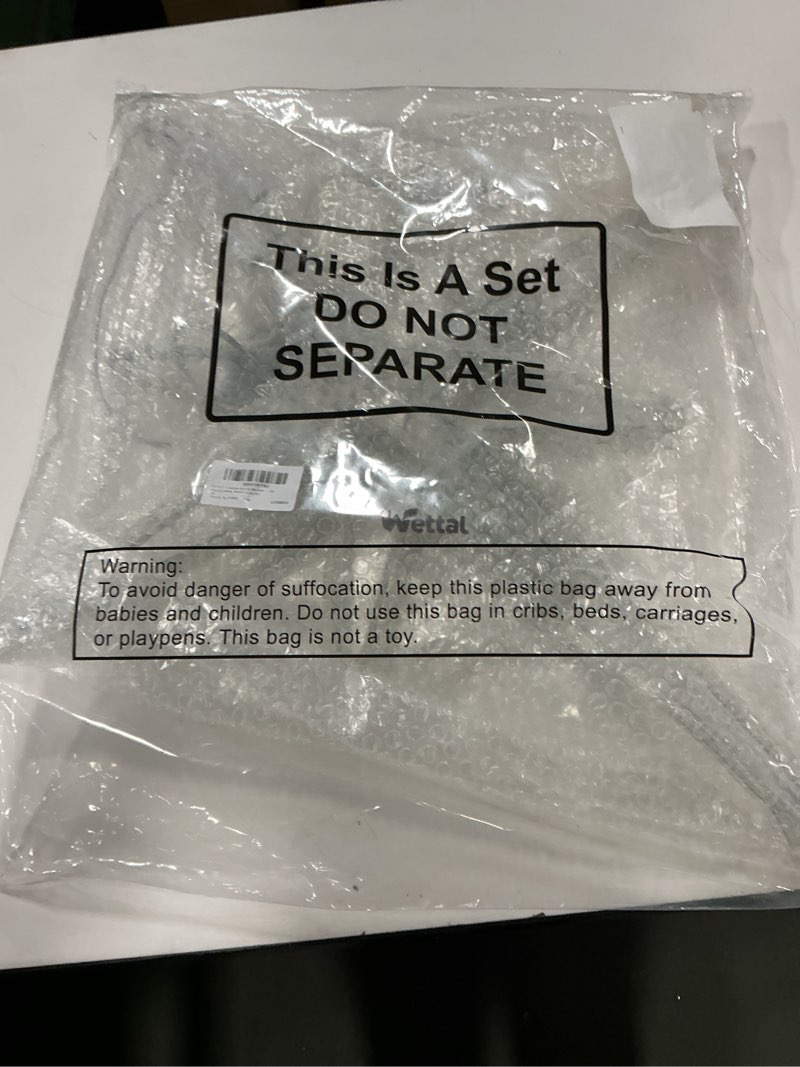 This Is A Set
DO NOT
SEPARATE
Wettal
Warning:
To avoid danger of suffocation, keep this plastic bag away from
babies and children. Do not use this bag in cribs, beds, carriages,
or playpens. This bag is not a toy.